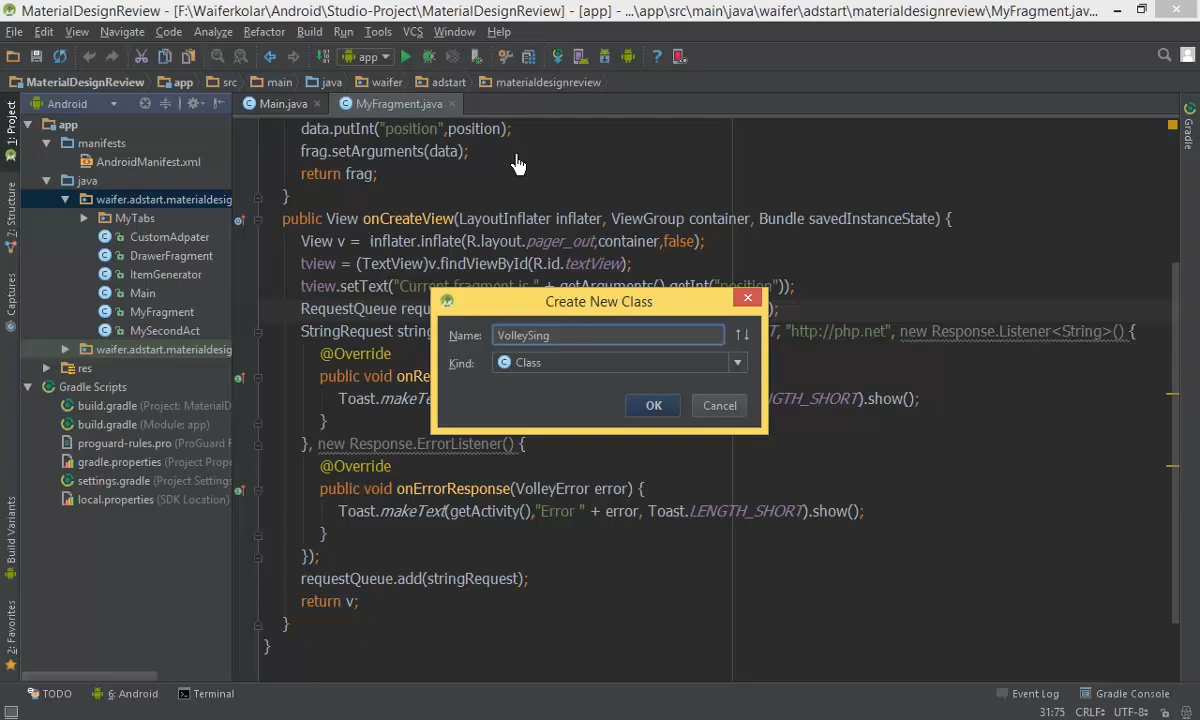 MaterialDesignReview - [F:\Waiferkolar\Android\Studio-Project\MaterialDesignReview] - [app] - ...\app\src\main\java\waifer\adstart\materialdesignreview\MyFragment.jav...
File Edit View Navigate Code Analyze Refactor Build Run Tools VCS Window Help
app
MaterialDesignReview app src main java waifer adstart materialdesignreview
Android Main.java MyFragment.java
1: Project
Z: Structure
Captures
Build Variants
2: Favorites
Gradle
app
manifests
AndroidManifest.xml
java
waifer.adstart.materialdesig
MyTabs
CustomAdpater
DrawerFragment
ItemGenerator
Main
MyFragment
MySecondAct
waifer.adstart.materialdesig
res
Gradle Scripts
build.gradle (Project: MaterialD
build.gradle (Module: app)
proguard-rules.pro (ProGuard R
gradle.properties (Project Prope
settings.gradle (Project Settings
local.properties (SDK Location)
data.putInt("position",position);
frag.setArguments(data);
return frag;
}
public View onCreateView(LayoutInflater inflater, ViewGroup container, Bundle savedInstanceState) {
View v = inflater.inflate(R.layout.pager_out,container,false);
tview = (TextView)v.findViewById(R.id.textView);
tview.setText("Current fragment is " + getArguments().getInt("position"));
RequestQueue requ );
StringRequest string T, "http://php.net", new Response.Listener<String>() {
@Override
public void onRe
Toast.makeTe NGTH_SHORT).show();
}
}, new Response.ErrorListener() {
@Override
public void onErrorResponse(VolleyError error) {
Toast.makeText(getActivity(),"Error " + error, Toast.LENGTH_SHORT).show();
}
});
requestQueue.add(stringRequest);
return v;
}
}
Create New Class
Name: VolleySing
Kind: Class
OK Cancel
TODO 6: Android Terminal Event Log Gradle Console
31:75 CRLF UTF-8